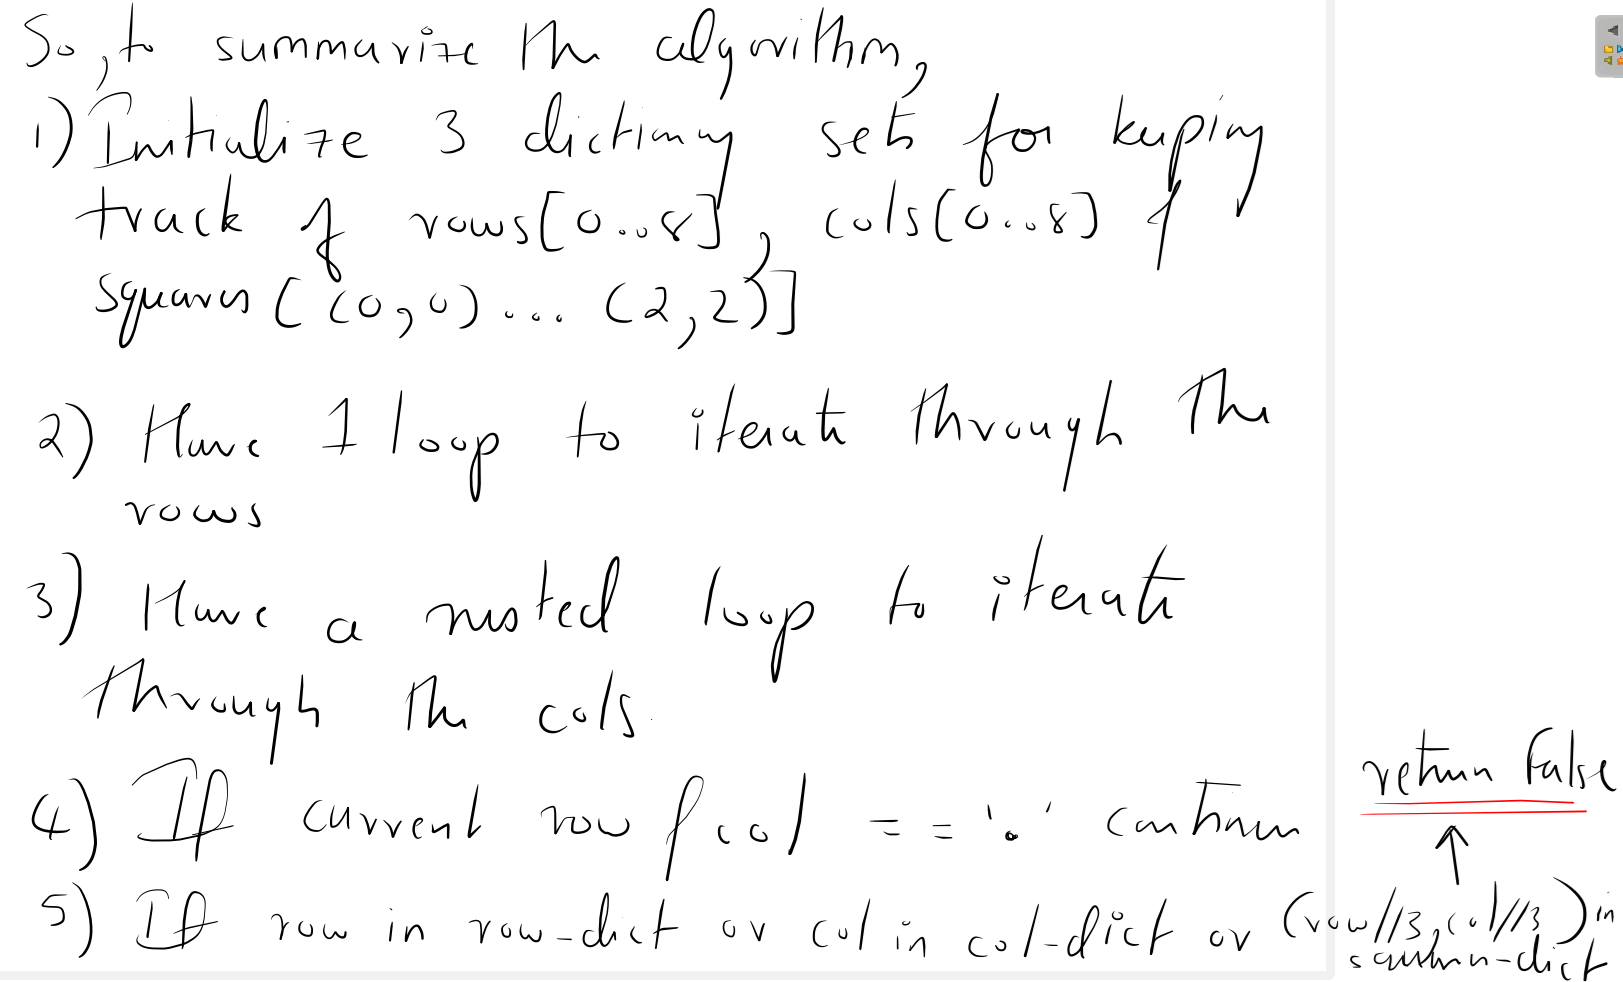 So, to summarize the algorithm,
1) Initialize 3 dictionary sets for keeping
track of rows[0..8], cols[0..8] &
squares[(0,0)...(2,2)]
2) Have 1 loop to iterate through the
rows
3) Have a nested loop to iterate
through the cols.
4) If current row & col == '.' continue
5) If row in row-dict or col in col-dict or (row//3, col//3) in
-dict
return False